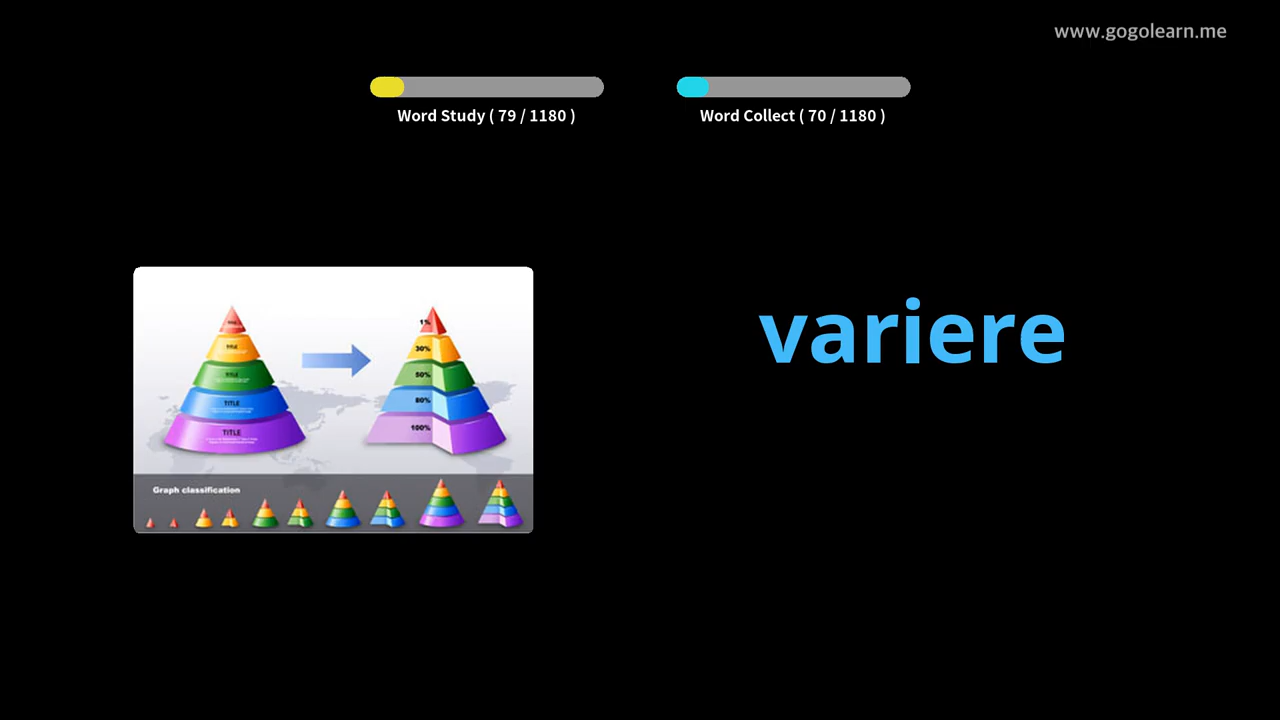 www.gogolearn.me
Word Study ( 79 / 1180 )
Word Collect ( 70 / 1180 )
variere
1%
TITLE
30%
TITLE
50%
TITLE
80%
TITLE
100%
Graph classification